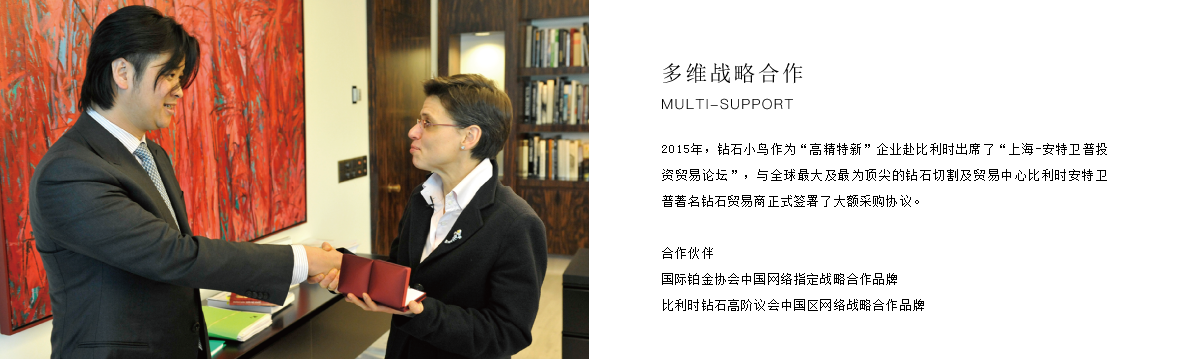 多维战略合作
MULTI-SUPPORT
2015年，钻石小鸟作为“高精特新”企业赴比利时出席了“上海-安特卫普投
资贸易论坛”，与全球最大及最为顶尖的钻石切割及贸易中心比利时安特卫
普著名钻石贸易商正式签署了大额采购协议。
合作伙伴
国际铂金协会中国网络指定战略合作品牌
比利时钻石高阶议会中国区网络战略合作品牌